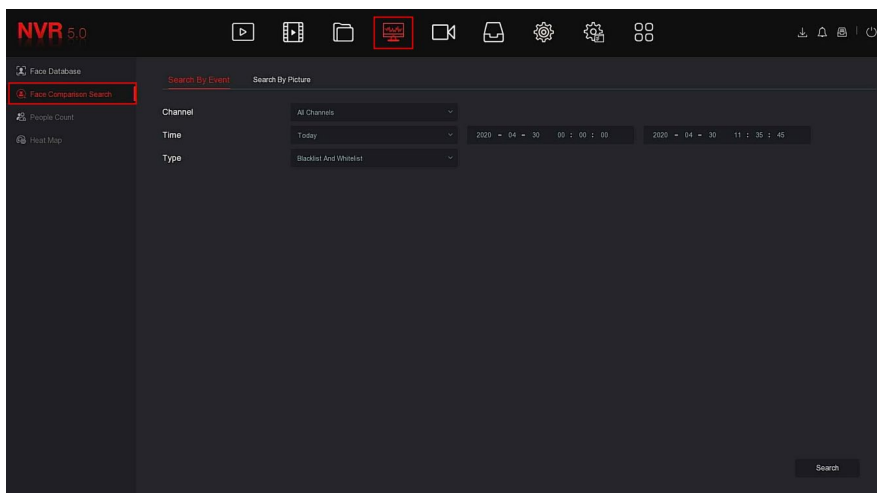 NVR 5.0
Face Database
Face Comparison Search
People Count
Heat Map
Search By Event Search By Picture
Channel All Channels
Time Today 2020 - 04 - 30 00 : 00 : 00 2020 - 04 - 30 11 : 35 : 45
Type Blacklist And Whitelist
Search